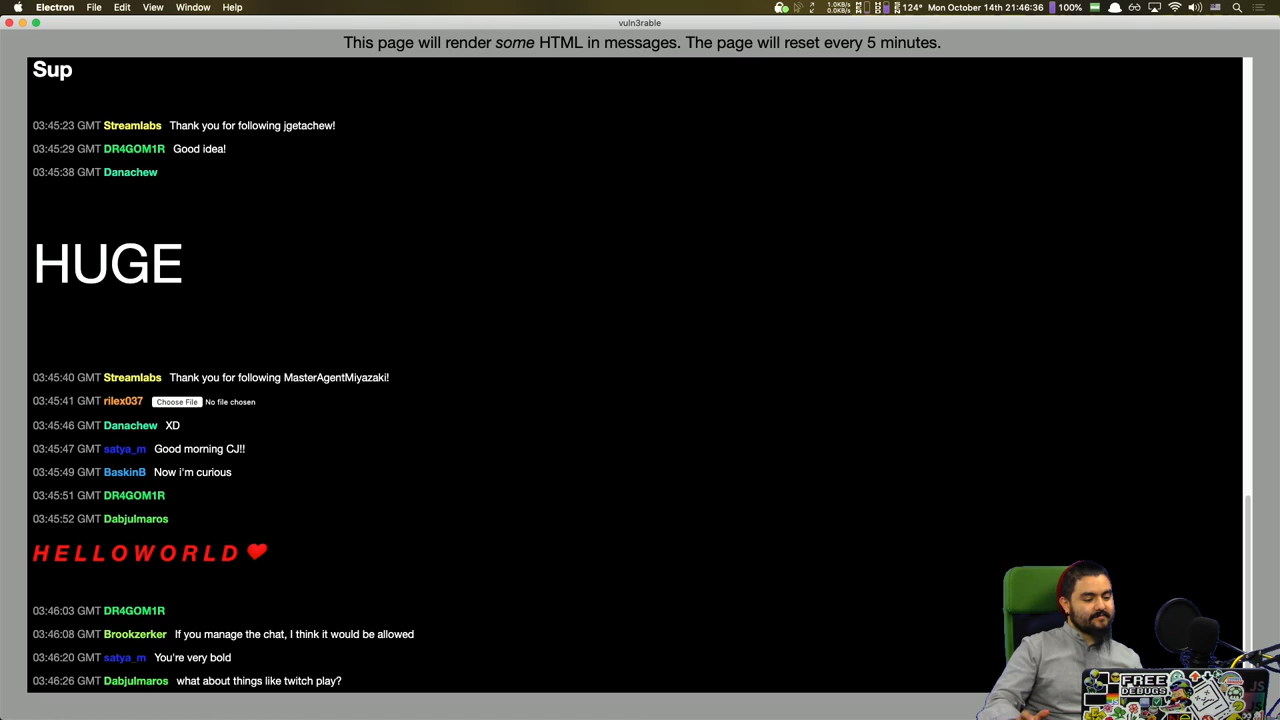 Electron File Edit View Window Help
1.0KB/s 0.0KB/s 124° Mon October 14th 21:46:36 100%
vuln3rable
This page will render some HTML in messages. The page will reset every 5 minutes.
Sup
03:45:23 GMT Streamlabs Thank you for following jgetachew!
03:45:29 GMT DR4GOM1R Good idea!
03:45:38 GMT Danachew
HUGE
03:45:40 GMT Streamlabs Thank you for following MasterAgentMiyazaki!
03:45:41 GMT rilex037 Choose File No file chosen
03:45:46 GMT Danachew XD
03:45:47 GMT satya_m Good morning CJ!!
03:45:49 GMT BaskinB Now i'm curious
03:45:51 GMT DR4GOM1R
03:45:52 GMT Dabjulmaros
H E L L O W O R L D ❤
03:46:03 GMT DR4GOM1R
03:46:08 GMT Brookzerker If you manage the chat, I think it would be allowed
03:46:20 GMT satya_m You're very bold
03:46:26 GMT Dabjulmaros what about things like twitch play?
FREE
DEBUGS
JS